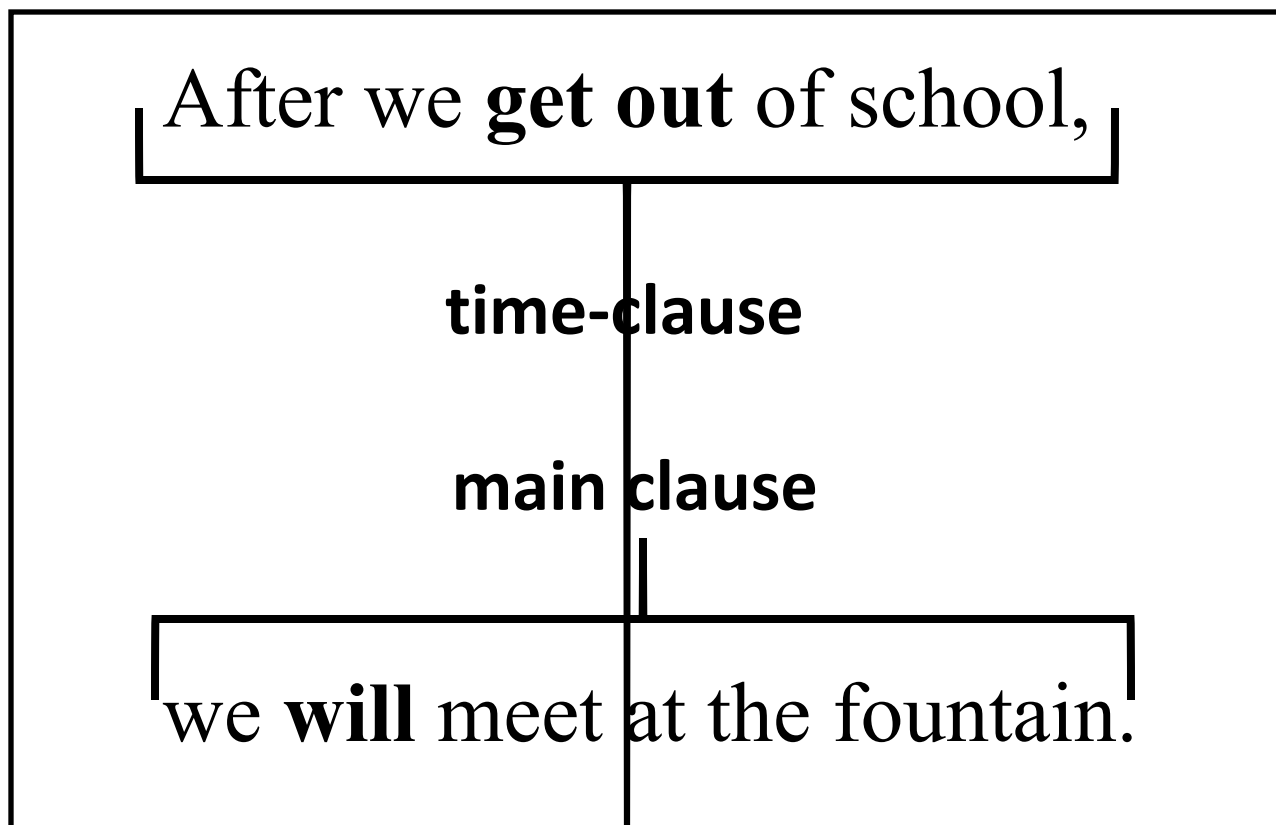 After we get out of school,
time-clause
main clause
we will meet at the fountain.